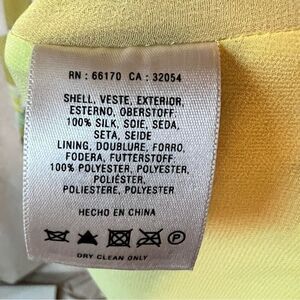 RN: 66170 CA: 32054
SHELL, VESTE, EXTERIOR,
ESTERNO, OBERSTOFF
100% SILK, SOIE, SEDA,
SETA, SEIDE
LINING, DOUBLURE, FORRO,
FODERA, FUTTERSTOFF
100% POLYESTER, POLYESTER,
POLIÉSTER,
POLIESTERE, POLYESTER
HECHO EN CHINA
P
DRY CLEAN ONLY